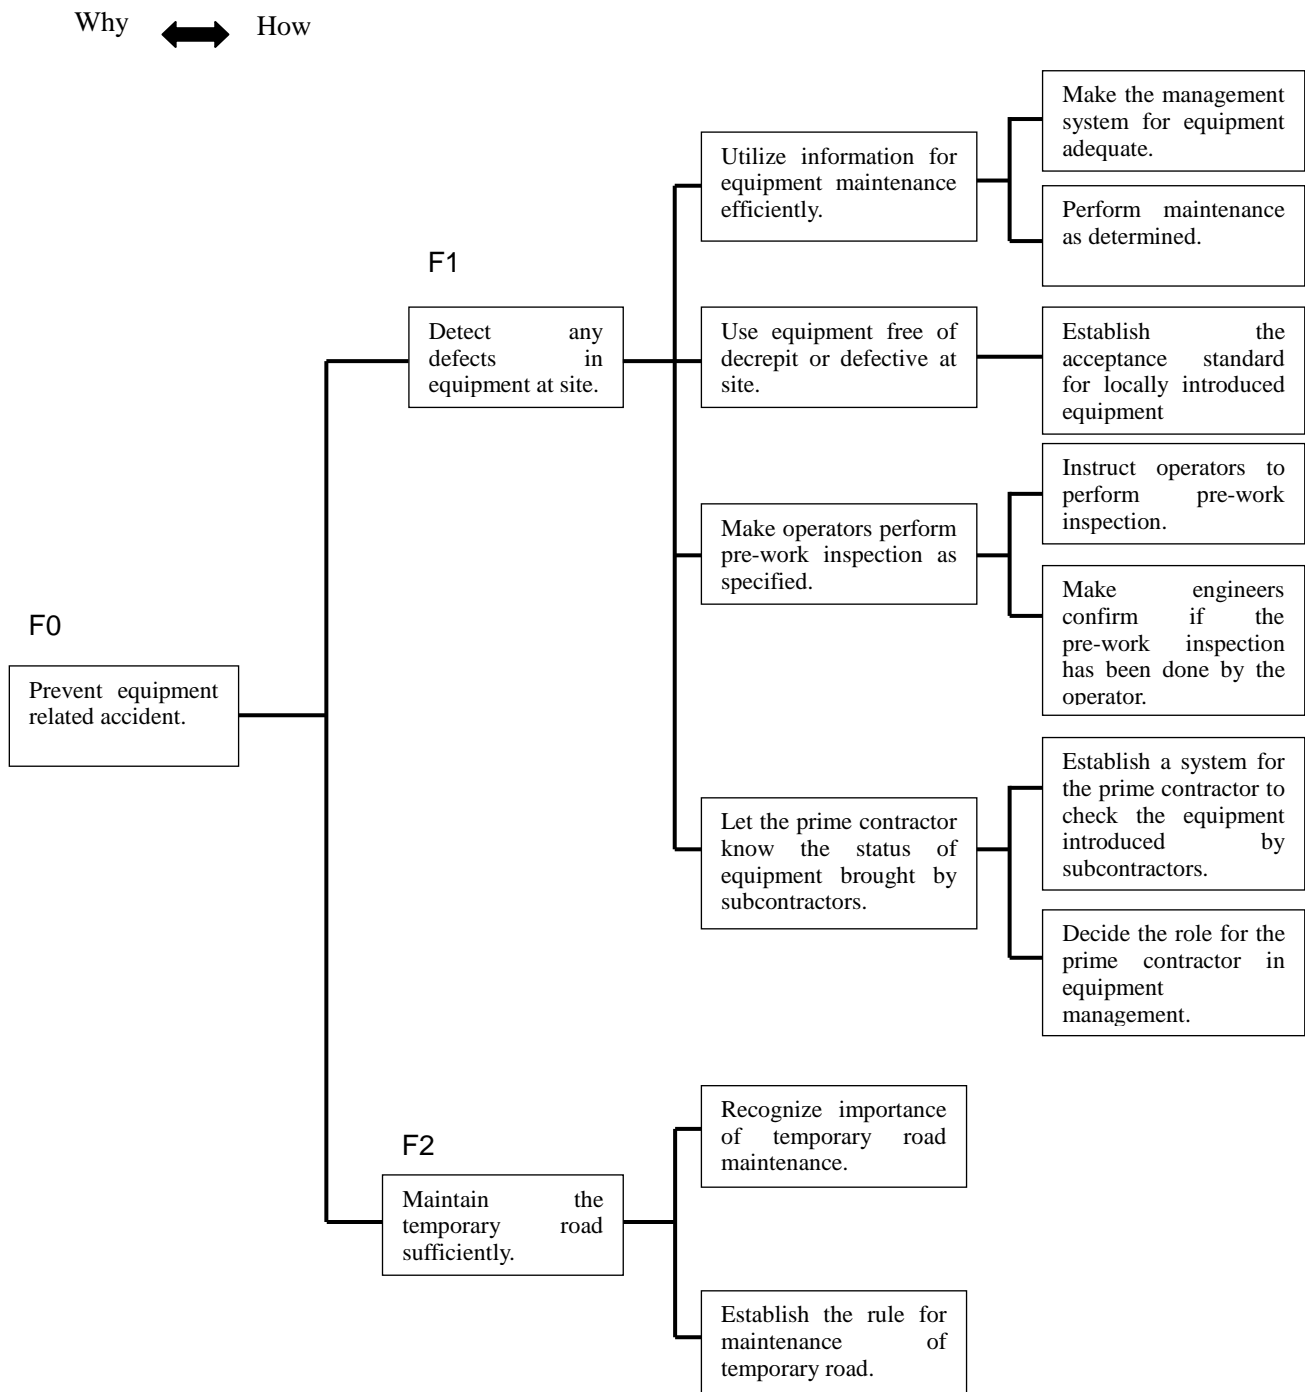 Why
How
Make the management
system for equipment
adequate.
Utilize information for
equipment maintenance
efficiently.
Perform maintenance
as determined.
F1
Detect any
defects in
equipment at site.
Use equipment free of
decrepit or defective at
site.
Establish the
acceptance standard
for locally introduced
equipment
Instruct operators to
perform pre-work
inspection.
Make operators perform
pre-work inspection as
specified.
Make engineers
confirm if the
pre-work inspection
has been done by the
operator.
F0
Prevent equipment
related accident.
Establish a system for
the prime contractor to
check the equipment
introduced by
subcontractors.
Let the prime contractor
know the status of
equipment brought by
subcontractors.
Decide the role for the
prime contractor in
equipment
management.
Recognize importance
of temporary road
maintenance.
F2
Maintain the
temporary road
sufficiently.
Establish the rule for
maintenance of
temporary road.